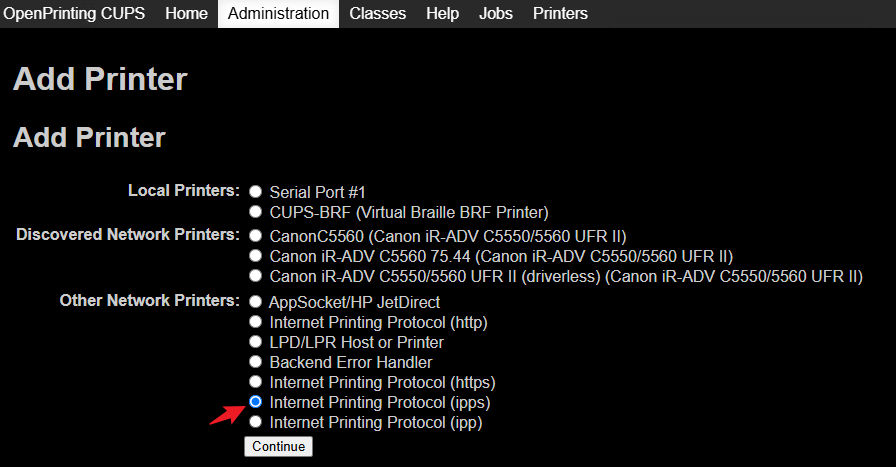 OpenPrinting CUPS Home Administration Classes Help Jobs Printers
Add Printer
Add Printer
Local Printers: Serial Port #1
CUPS-BRF (Virtual Braille BRF Printer)
Discovered Network Printers: CanonC5560 (Canon iR-ADV C5550/5560 UFR II)
Canon iR-ADV C5560 75.44 (Canon iR-ADV C5550/5560 UFR II)
Canon iR-ADV C5550/5560 UFR II (driverless) (Canon iR-ADV C5550/5560 UFR II)
Other Network Printers: AppSocket/HP JetDirect
Internet Printing Protocol (http)
LPD/LPR Host or Printer
Backend Error Handler
Internet Printing Protocol (https)
Internet Printing Protocol (ipps)
Internet Printing Protocol (ipp)
Continue